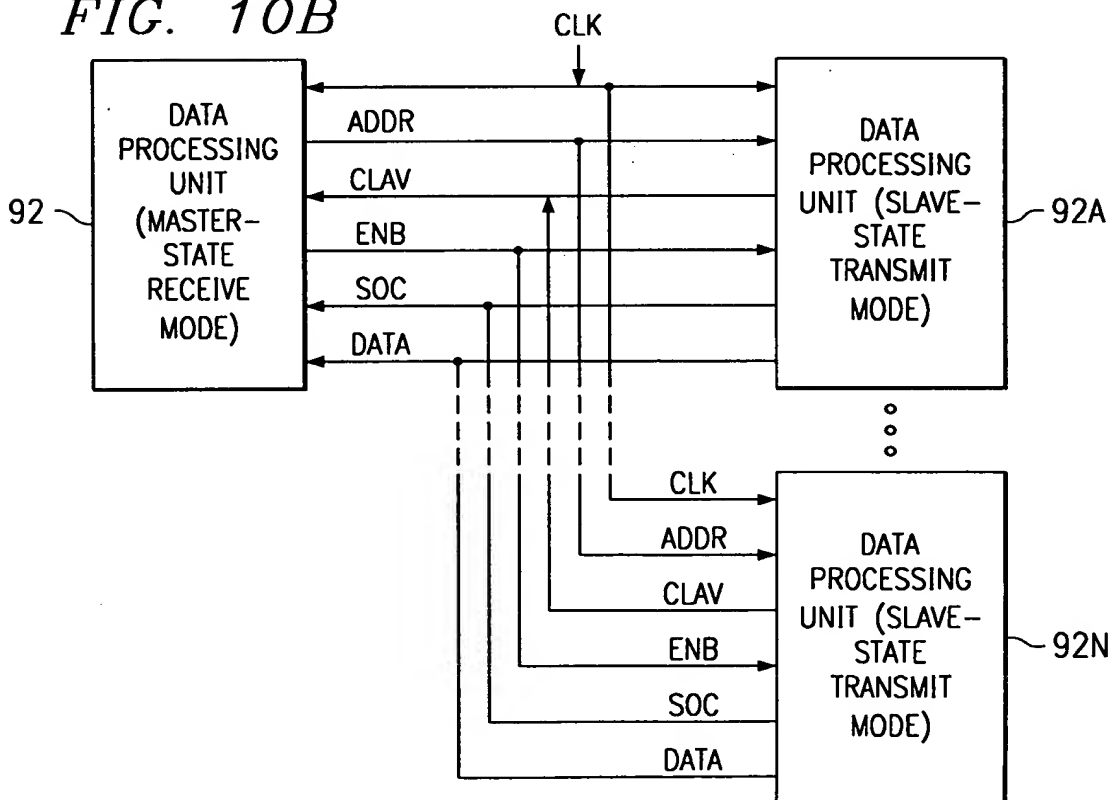 FIG. 10B
CLK
DATA
PROCESSING
UNIT
(MASTER-
STATE
RECEIVE
MODE)
92
ADDR
CLAV
ENB
SOC
DATA
DATA
PROCESSING
UNIT (SLAVE-
STATE
TRANSMIT
MODE)
92A
CLK
ADDR
CLAV
ENB
SOC
DATA
DATA
PROCESSING
UNIT (SLAVE-
STATE
TRANSMIT
MODE)
92N